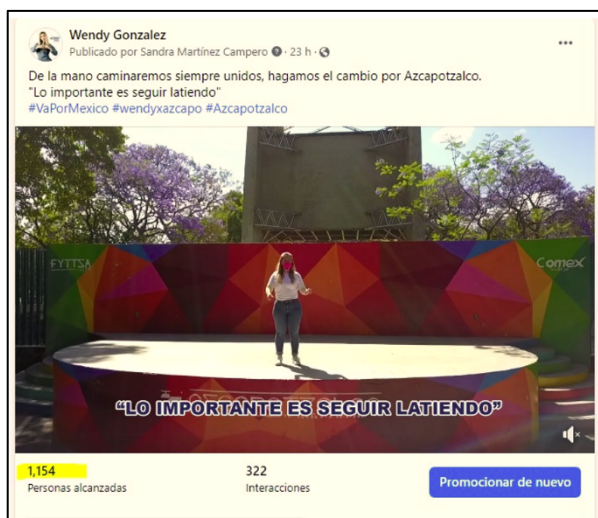 Wendy Gonzalez
Publicado por Sandra Martínez Campero · 23 h ·
De la mano caminaremos siempre unidos, hagamos el cambio por Azcapotzalco.
"Lo importante es seguir latiendo"
#VaPorMexico #wendyxazcapo #Azcapotzalco
FYTTSA
Comex
“LO IMPORTANTE ES SEGUIR LATIENDO”
1,154
322
Personas alcanzadas
Interacciones
Promocionar de nuevo